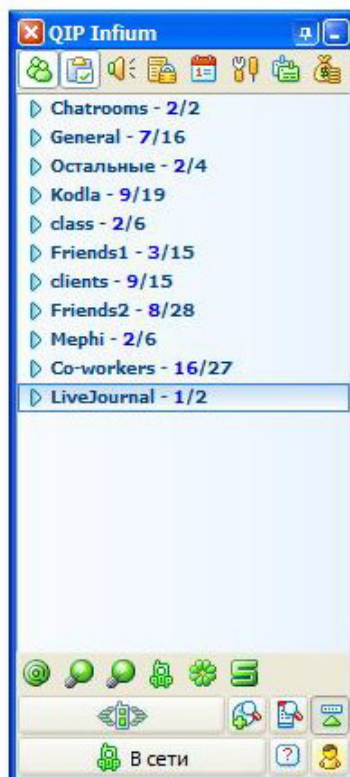 QIP Infium
Chatrooms - 2/2
General - 7/16
Остальные - 2/4
Kodla - 9/19
class - 2/6
Friends1 - 3/15
clients - 9/15
Friends2 - 8/28
Mephi - 2/6
Co-workers - 16/27
LiveJournal - 1/2
В сети